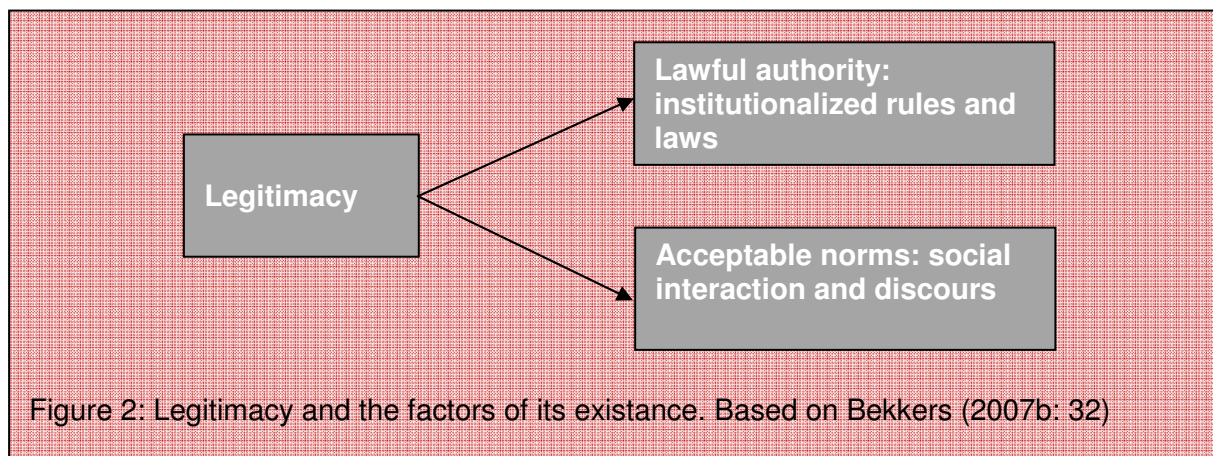 Lawful authority:
institutionalized rules and
laws
Legitimacy
Acceptable norms: social
interaction and discours
Figure 2: Legitimacy and the factors of its existance. Based on Bekkers (2007b: 32)